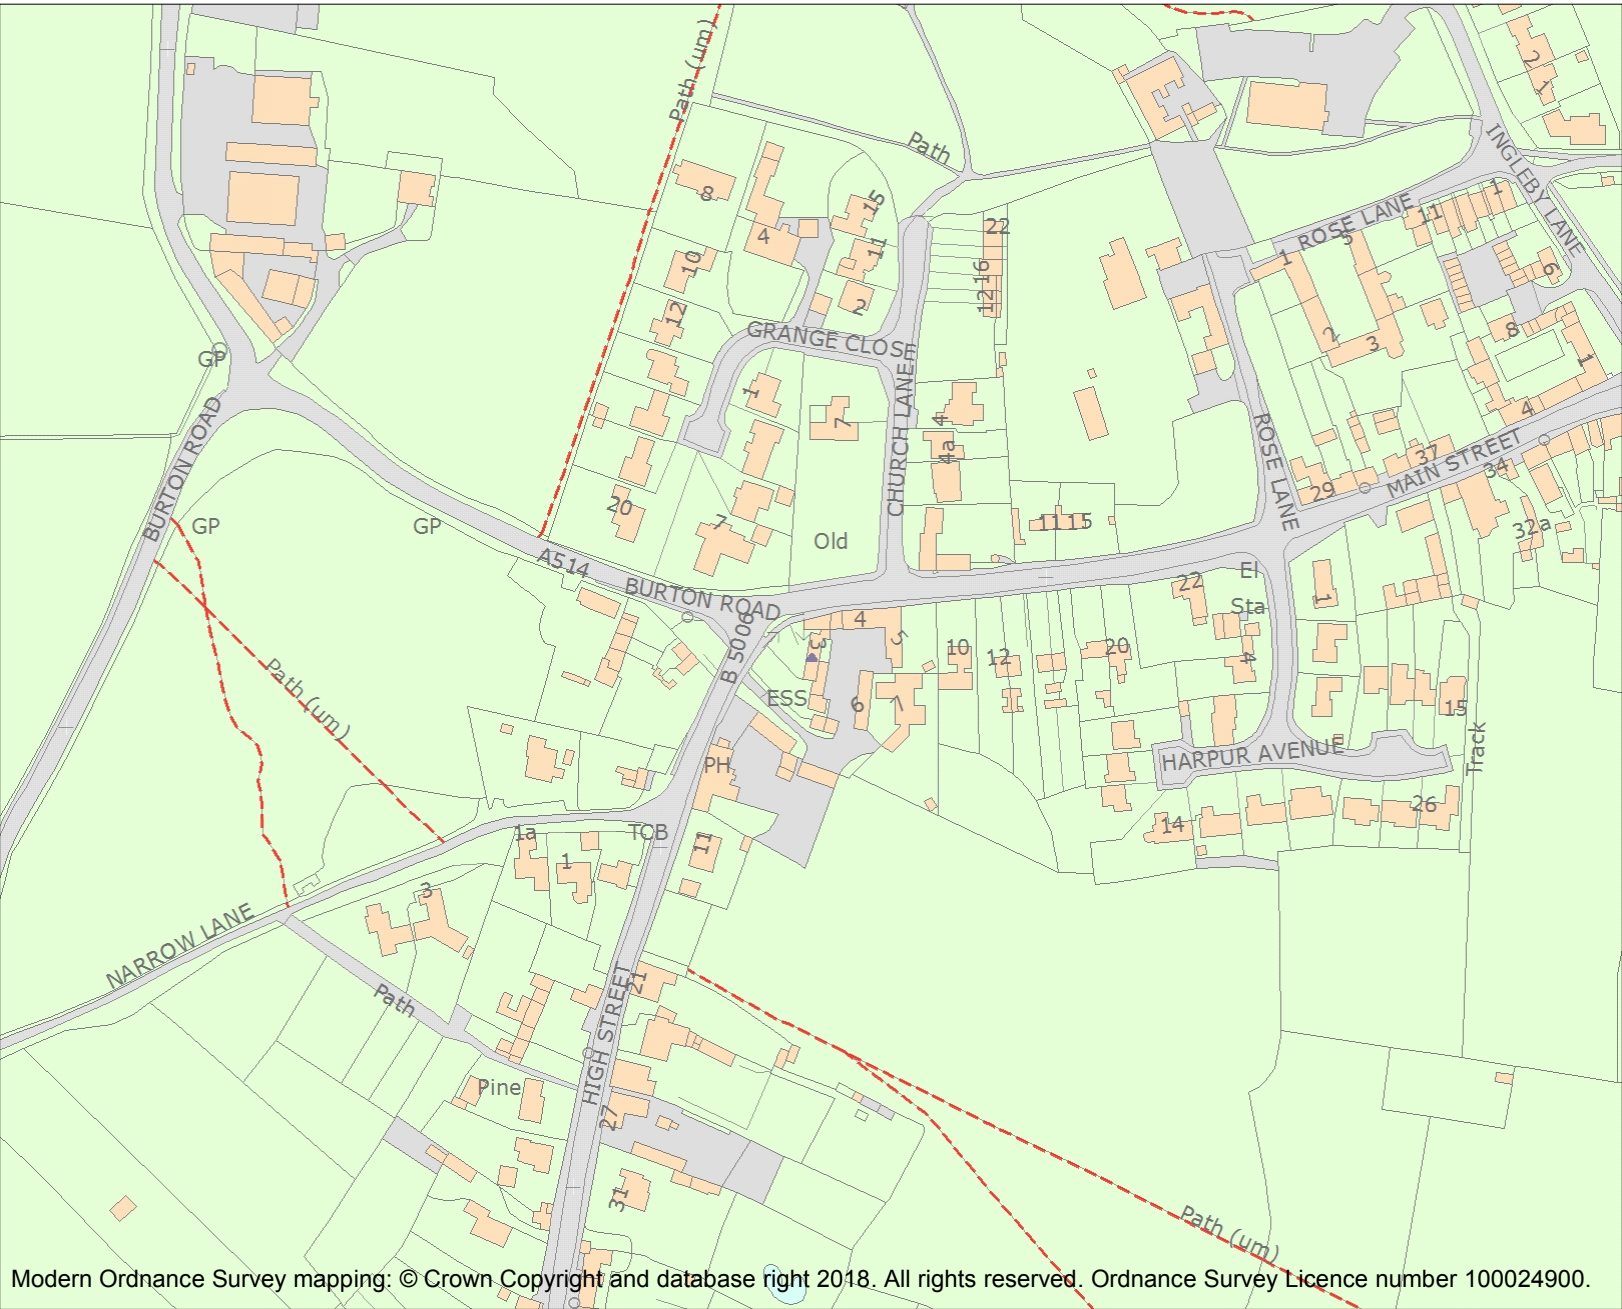 Path (um)
Path
INGLEBY LANE
2
1
8
15
4
11
10
2
12
22
16
12
ROSE LANE
11
1
1
5
6
2
3
8
1
4
GP
GRANGE CLOSE
CHURCH LANE
1
7
4
4a
BURTON ROAD
GP
GP
20
7
Old
11 15
ROSE LANE
29
37
MAIN STREET
34
32a
A514
BURTON ROAD
B 5006
4
3
5
10
12
20
22
El
Sta
1
4
Path (um)
ESS
6
7
15
PH
HARPUR AVENUE
Track
14
26
TCB
1a
1
11
3
NARROW LANE
Path
21
HIGH STREET
Pine
27
31
Path (um)
Modern Ordnance Survey mapping: © Crown Copyright and database right 2018. All rights reserved. Ordnance Survey Licence number 100024900.